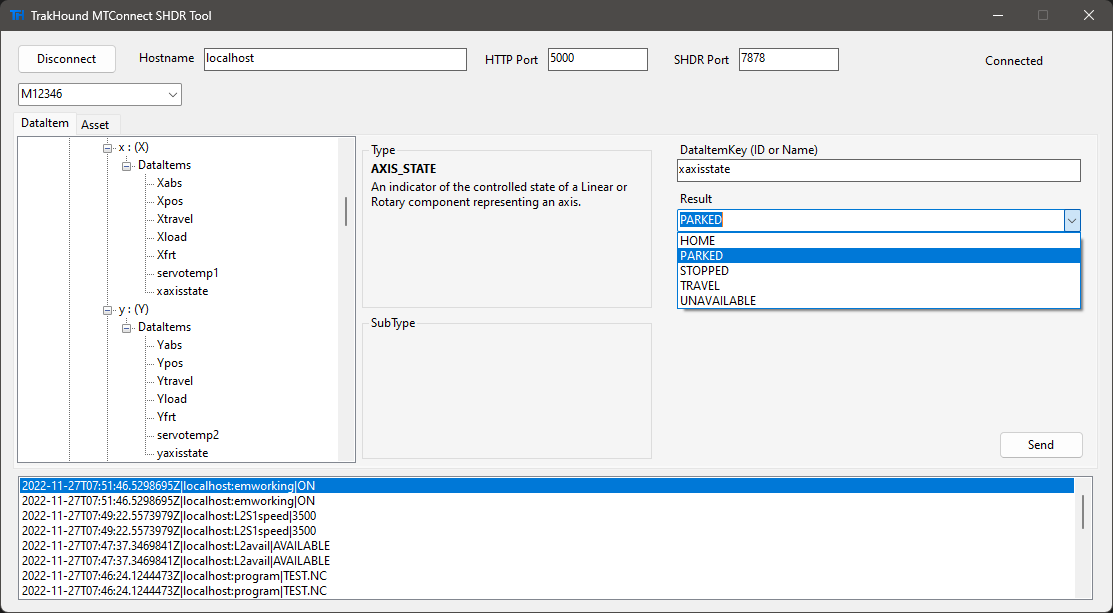 TrakHound MTConnect SHDR Tool
Disconnect
Hostname
localhost
HTTP Port
5000
SHDR Port
7878
Connected
M12346
DataItem
Asset
x : (X)
DataItems
Xabs
Xpos
Xtravel
Xload
Xfrt
servotemp1
xaxisstate
y : (Y)
DataItems
Yabs
Ypos
Ytravel
Yload
Yfrt
servotemp2
yaxisstate
Type
AXIS_STATE
An indicator of the controlled state of a Linear or
Rotary component representing an axis.
SubType
DataItemKey (ID or Name)
xaxisstate
Result
PARKED
HOME
PARKED
STOPPED
TRAVEL
UNAVAILABLE
Send
2022-11-27T07:51:46.5298695Z|localhost:emworking|ON
2022-11-27T07:51:46.5298695Z|localhost:emworking|ON
2022-11-27T07:49:22.5573979Z|localhost:L2S1speed|3500
2022-11-27T07:49:22.5573979Z|localhost:L2S1speed|3500
2022-11-27T07:47:37.3469841Z|localhost:L2avail|AVAILABLE
2022-11-27T07:47:37.3469841Z|localhost:L2avail|AVAILABLE
2022-11-27T07:46:24.1244473Z|localhost:program|TEST.NC
2022-11-27T07:46:24.1244473Z|localhost:program|TEST.NC